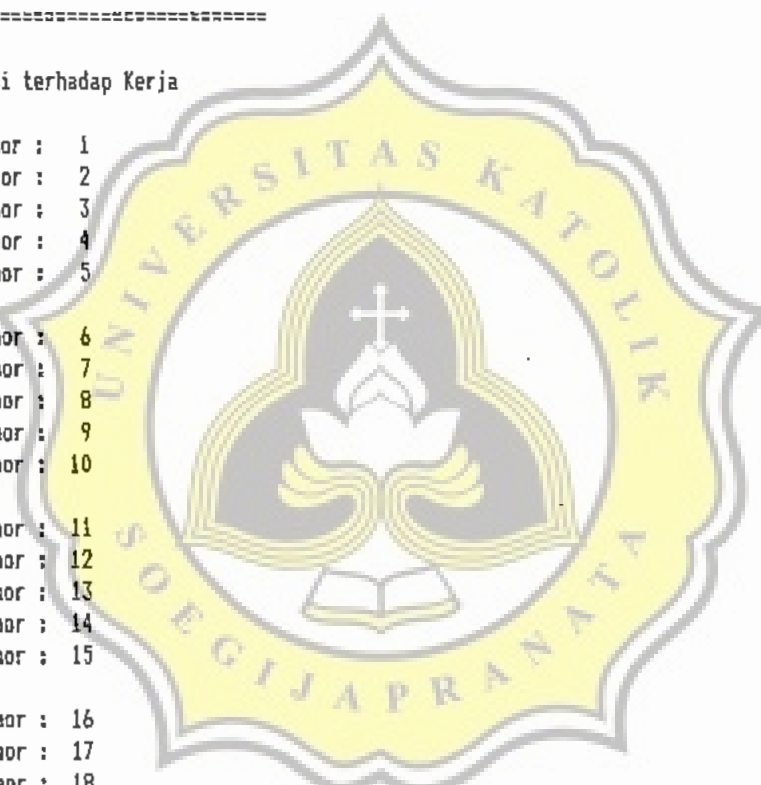 ============================
i terhadap Kerja
or : 1
or : 2
or : 3
or : 4
or : 5
or : 6
or : 7
or : 8
or : 9
or : 10
or : 11
or : 12
or : 13
or : 14
or : 15
or : 16
or : 17
or : 18
UNIVERSITAS KATOLIK
SOEGIJAPRANATA